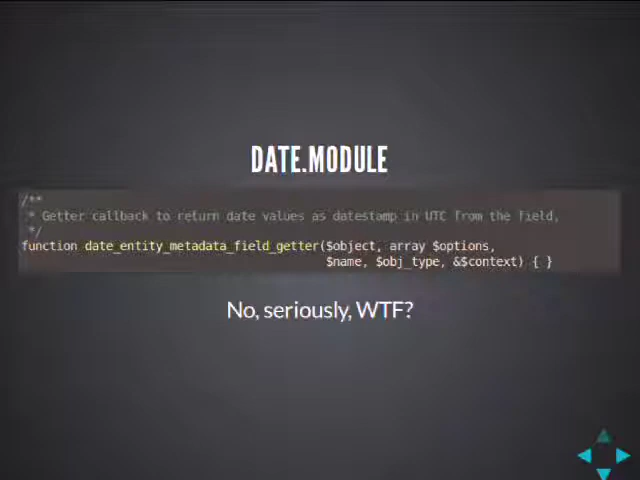 DATE.MODULE
/**
 * Getter callback to return date values as datestamp in UTC from the field.
 */
function date_entity_metadata_field_getter($object, array $options,
$name, $obj_type, &$context) { }
No, seriously, WTF?